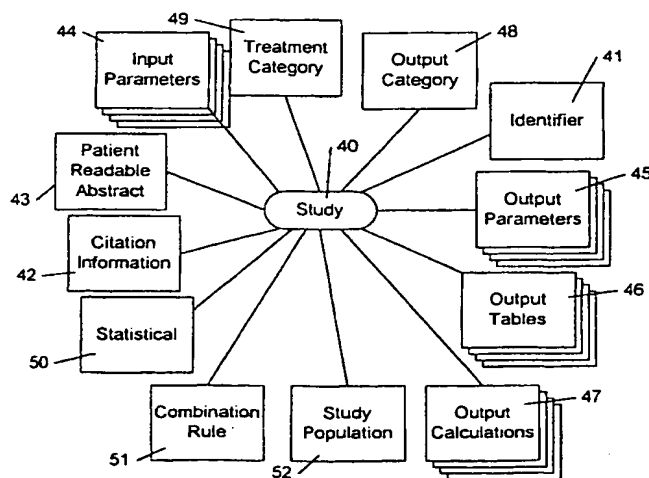 44
Input
Parameters
49
Treatment
Category
48
Output
Category
41
Identifier
Patient
Readable
Abstract
43
40
Study
45
Output
Parameters
Citation
Information
42
46
Output
Tables
Statistical
50
Combination
Rule
51
Study
Population
52
47
Output
Calculations